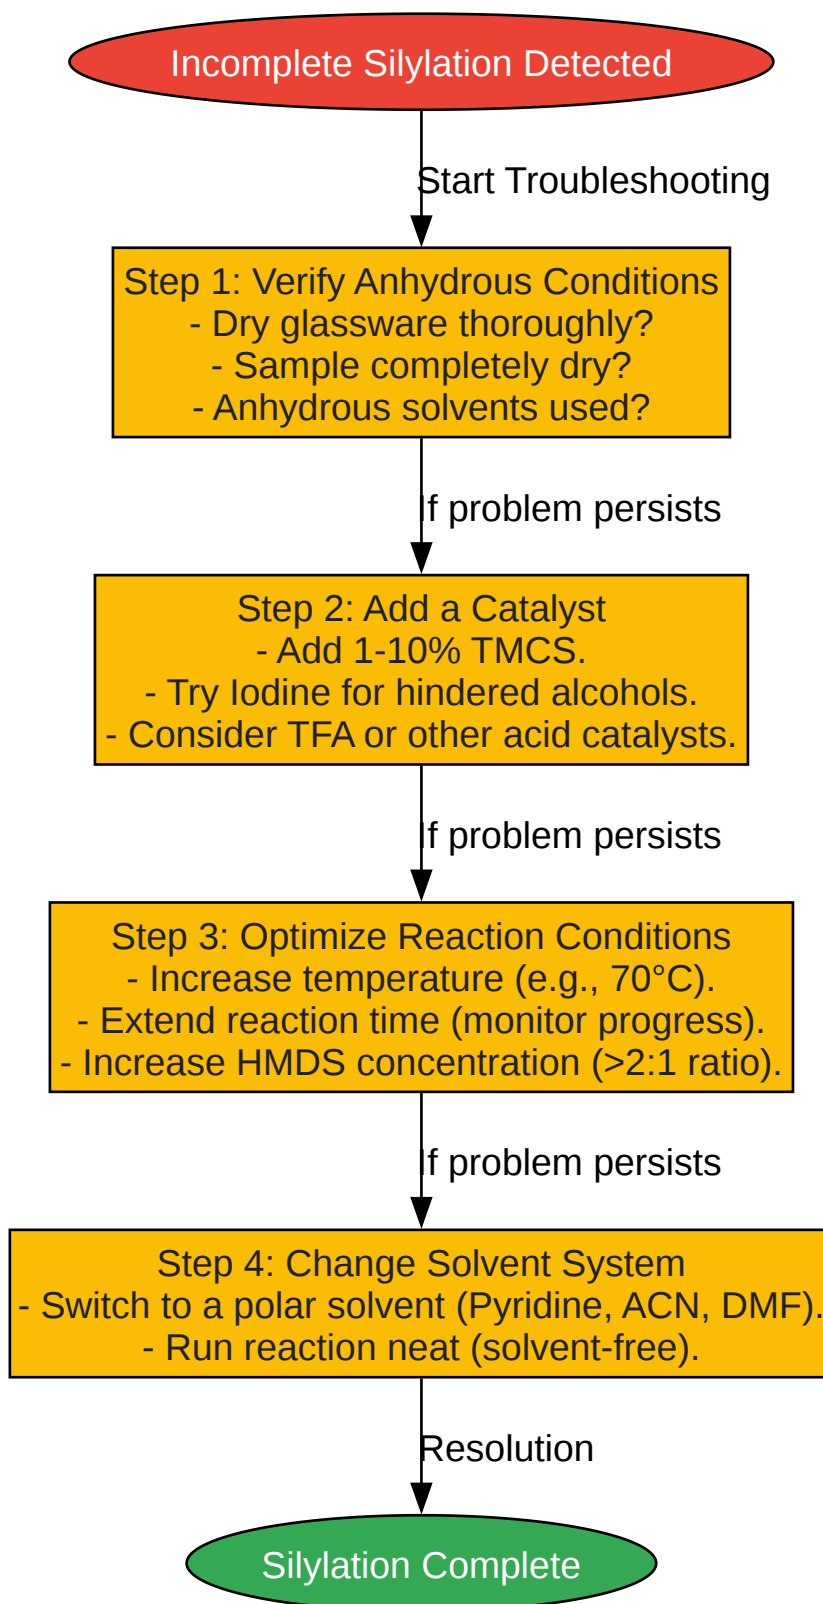 Incomplete Silylation Detected
Start Troubleshooting
Step 1: Verify Anhydrous Conditions
- Dry glassware thoroughly?
- Sample completely dry?
- Anhydrous solvents used?
If problem persists
Step 2: Add a Catalyst
- Add 1-10% TMCS.
- Try Iodine for hindered alcohols.
- Consider TFA or other acid catalysts.
If problem persists
Step 3: Optimize Reaction Conditions
- Increase temperature (e.g., 70°C).
- Extend reaction time (monitor progress).
- Increase HMDS concentration (>2:1 ratio).
If problem persists
Step 4: Change Solvent System
- Switch to a polar solvent (Pyridine, ACN, DMF).
- Run reaction neat (solvent-free).
Resolution
Silylation Complete